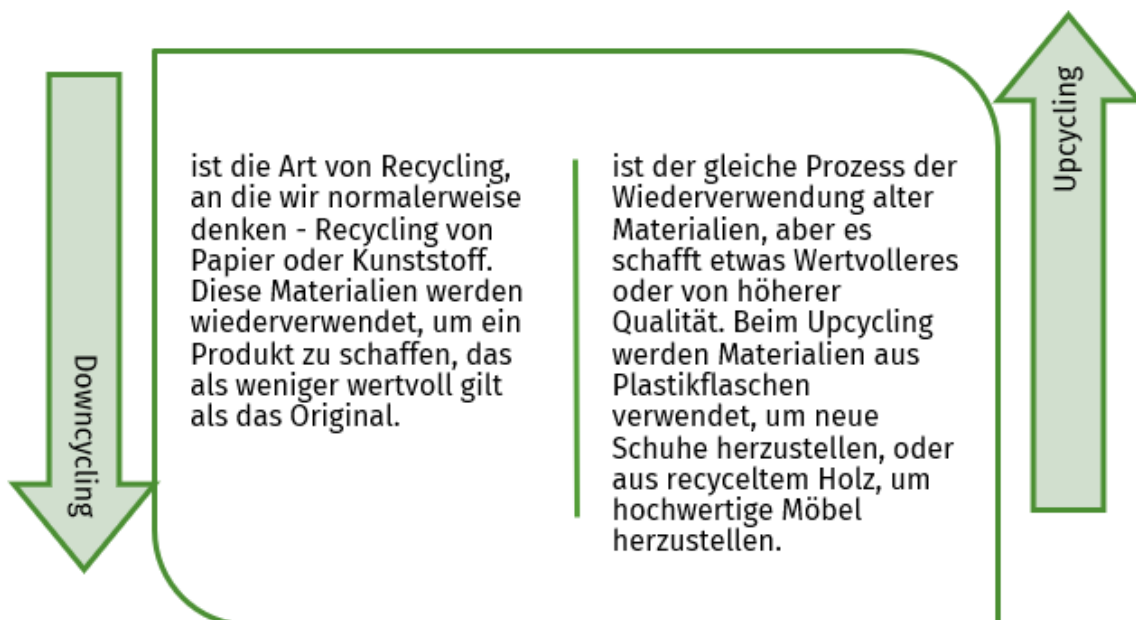 Downcycling
ist die Art von Recycling,
an die wir normalerweise
denken - Recycling von
Papier oder Kunststoff.
Diese Materialien werden
wiederverwendet, um ein
Produkt zu schaffen, das
als weniger wertvoll gilt
als das Original.
Upcycling
ist der gleiche Prozess der
Wiederverwendung alter
Materialien, aber es
schafft etwas Wertvolleres
oder von höherer
Qualität. Beim Upcycling
werden Materialien aus
Plastikflaschen
verwendet, um neue
Schuhe herzustellen, oder
aus recyceltem Holz, um
hochwertige Möbel
herzustellen.